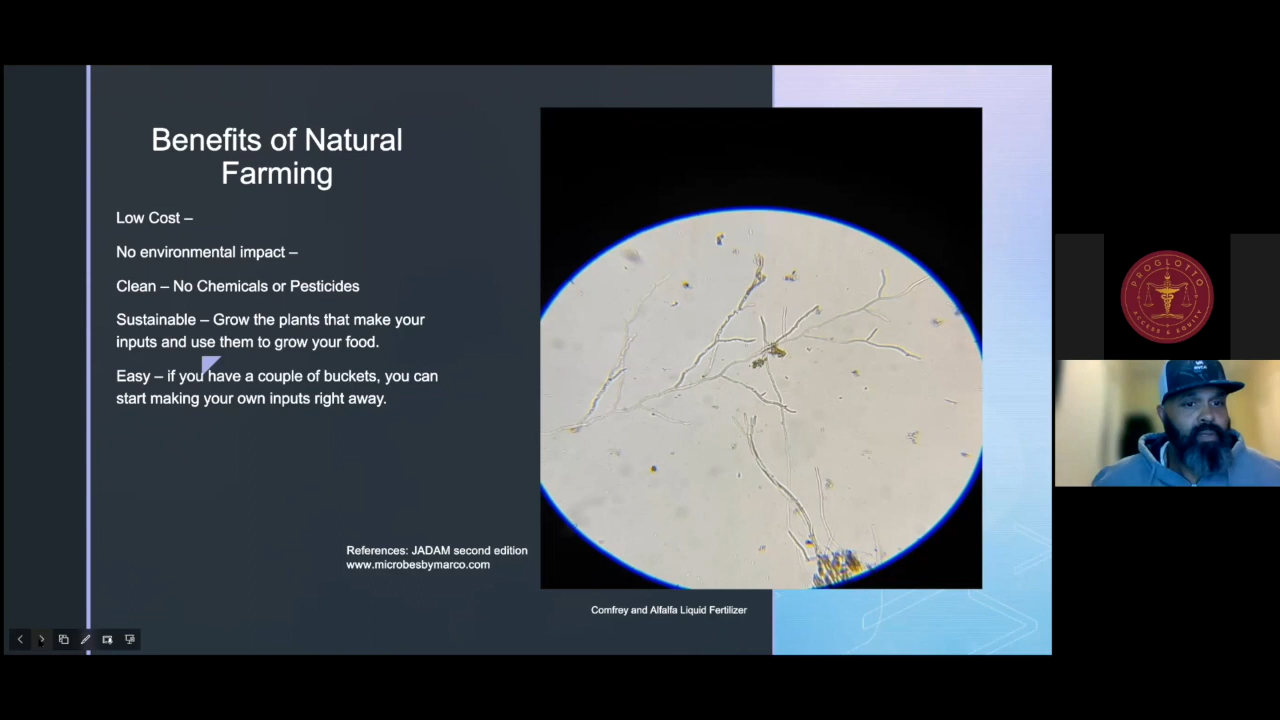 Benefits of Natural
Farming
Low Cost –
No environmental impact –
Clean – No Chemicals or Pesticides
Sustainable – Grow the plants that make your
inputs and use them to grow your food.
Easy – if you have a couple of buckets, you can
start making your own inputs right away.
References: JADAM second edition
www.microbesbymarco.com
Comfrey and Alfalfa Liquid Fertilizer
PROGLOTTO
ACCESS & EQUITY